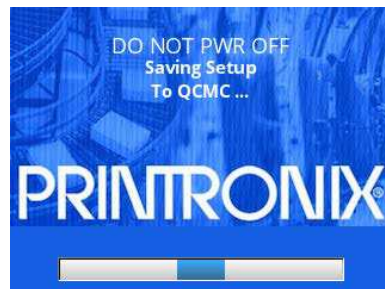 DO NOT PWR OFF
Saving Setup
To QCMC ...
PRINTRONIX®